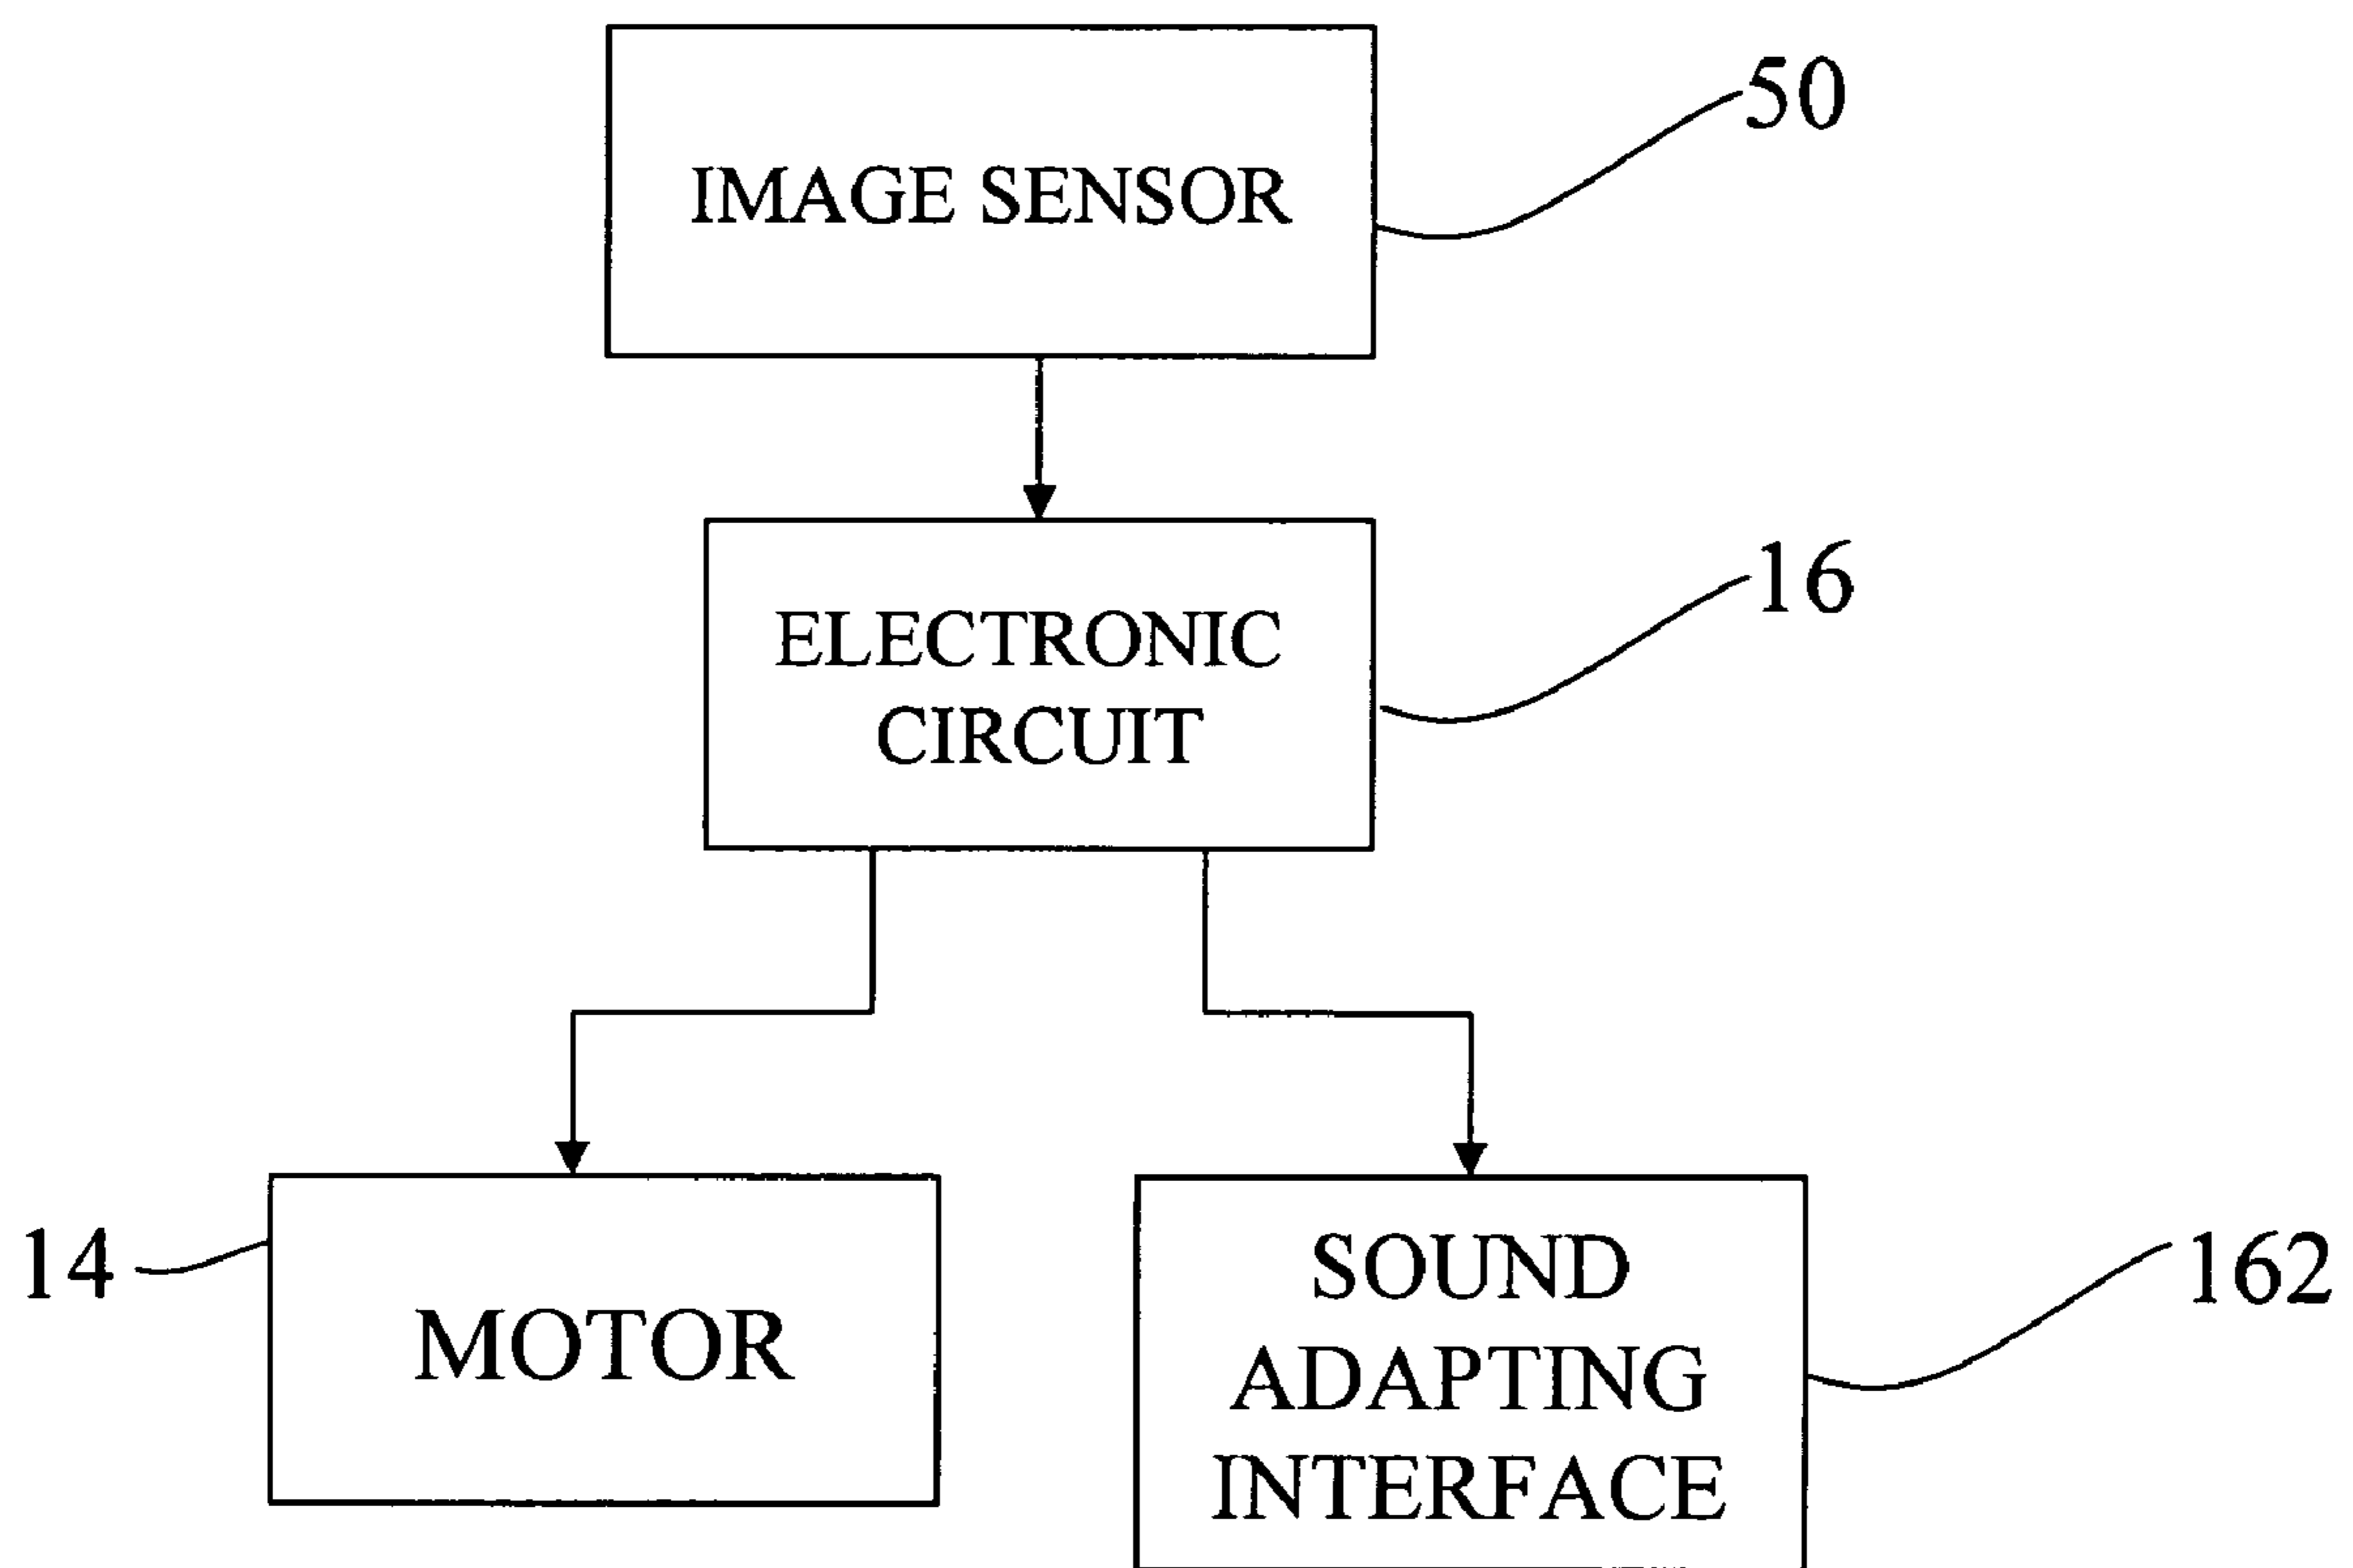 50
IMAGE SENSOR
16
ELECTRONIC
CIRCUIT
14
MOTOR
SOUND
ADAPTING
INTERFACE
162